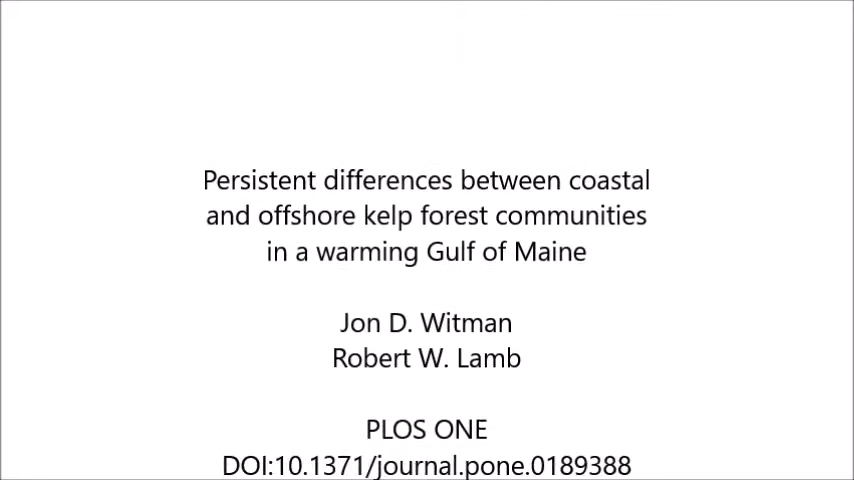 Persistent differences between coastal
and offshore kelp forest communities
in a warming Gulf of Maine
Jon D. Witman
Robert W. Lamb
PLOS ONE
DOI:10.1371/journal.pone.0189388